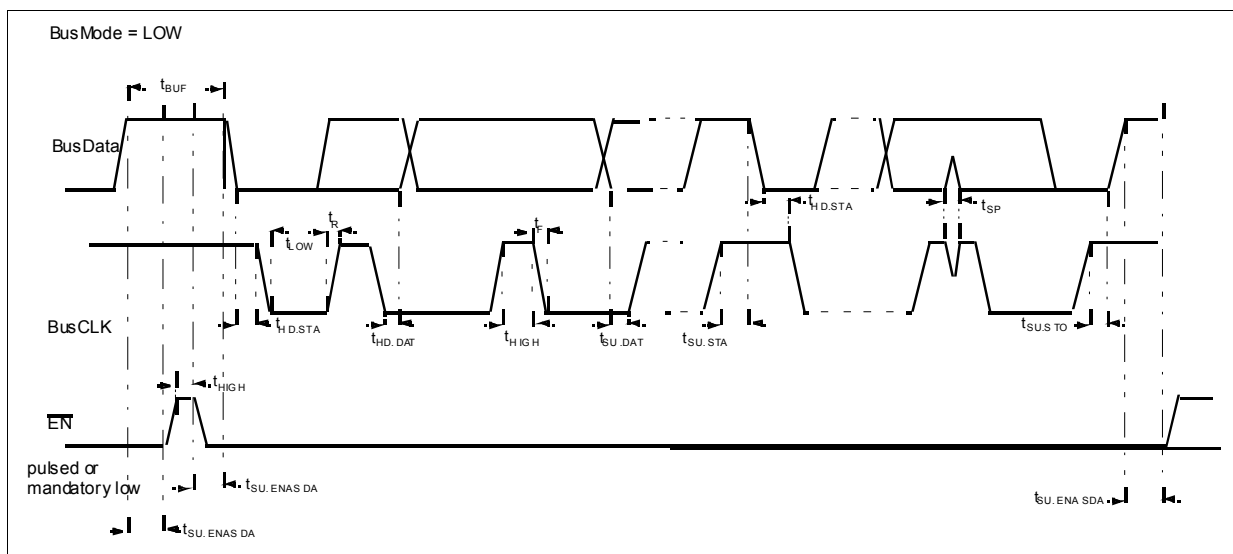 BusMode = LOW
tBUF
BusData
tHD.STA
tSP
tR
tLOW
tF
BusCLK
tHD.STA
tHD.DAT
tHIGH
tSU.DAT
tSU.STA
tSU.STO
tHIGH
EN
pulsed or
mandatory low
tSU.ENASDA
tSU.ENASDA
tSU.ENASDA